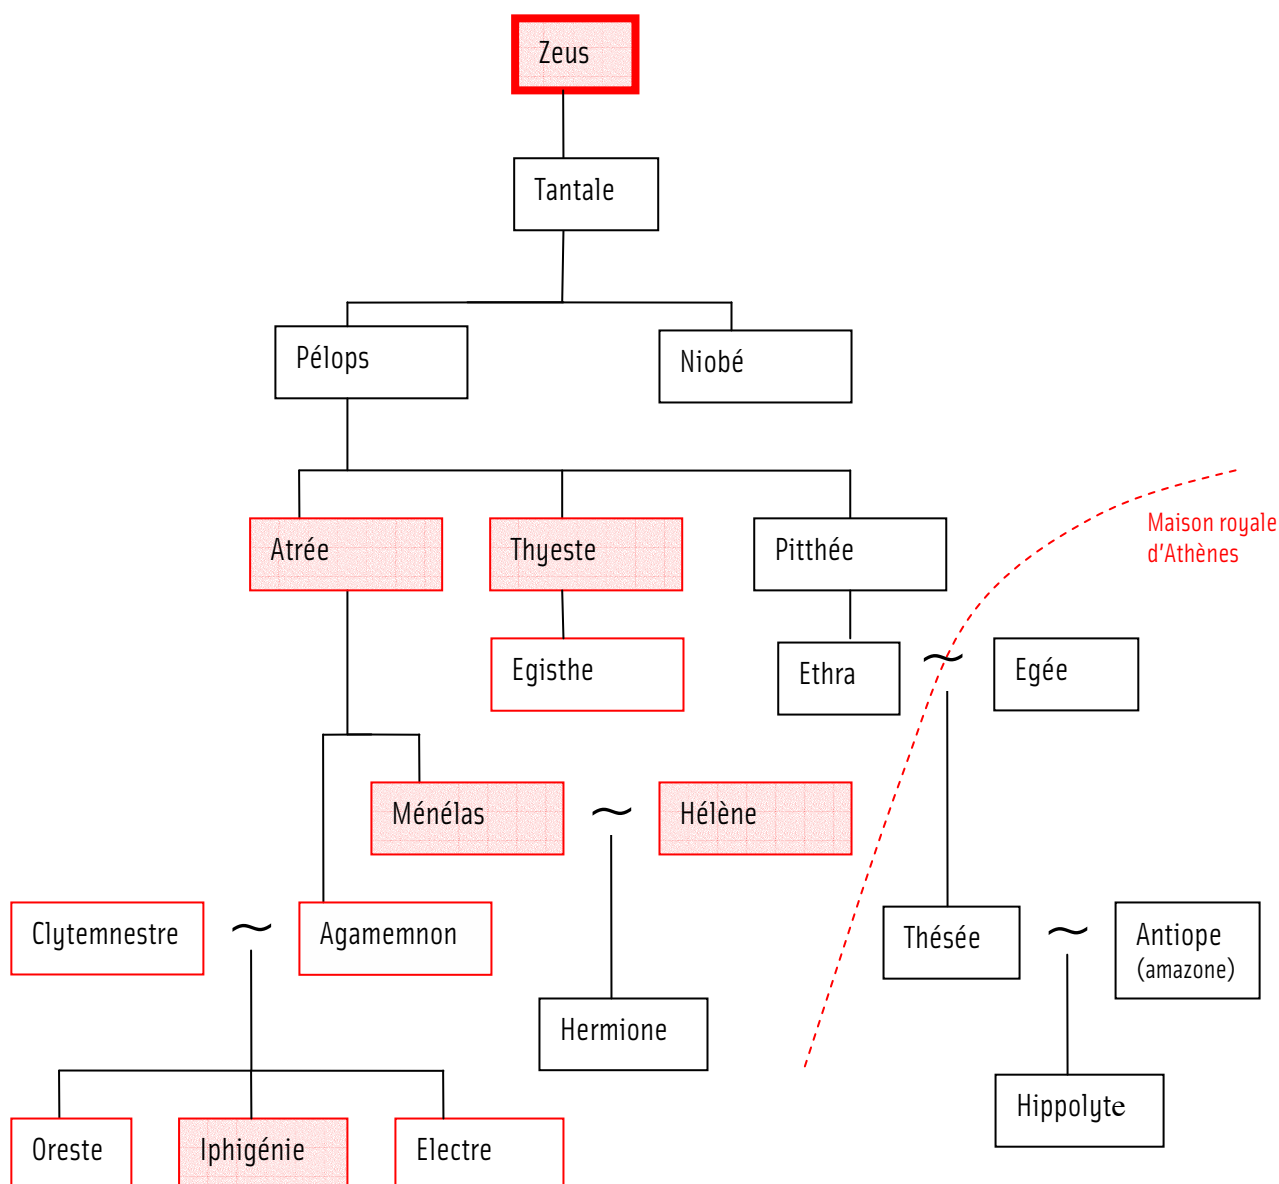 Zeus
Tantale
Pélops
Niobé
Atrée
Thyeste
Pitthée
Maison royale
d'Athènes
Egisthe
Ethra
~
Egée
Ménélas
~
Hélène
Clytemnestre
~
Agamemnon
Thésée
~
Antiope
(amazone)
Hermione
Hippolyte
Oreste
Iphigénie
Electre